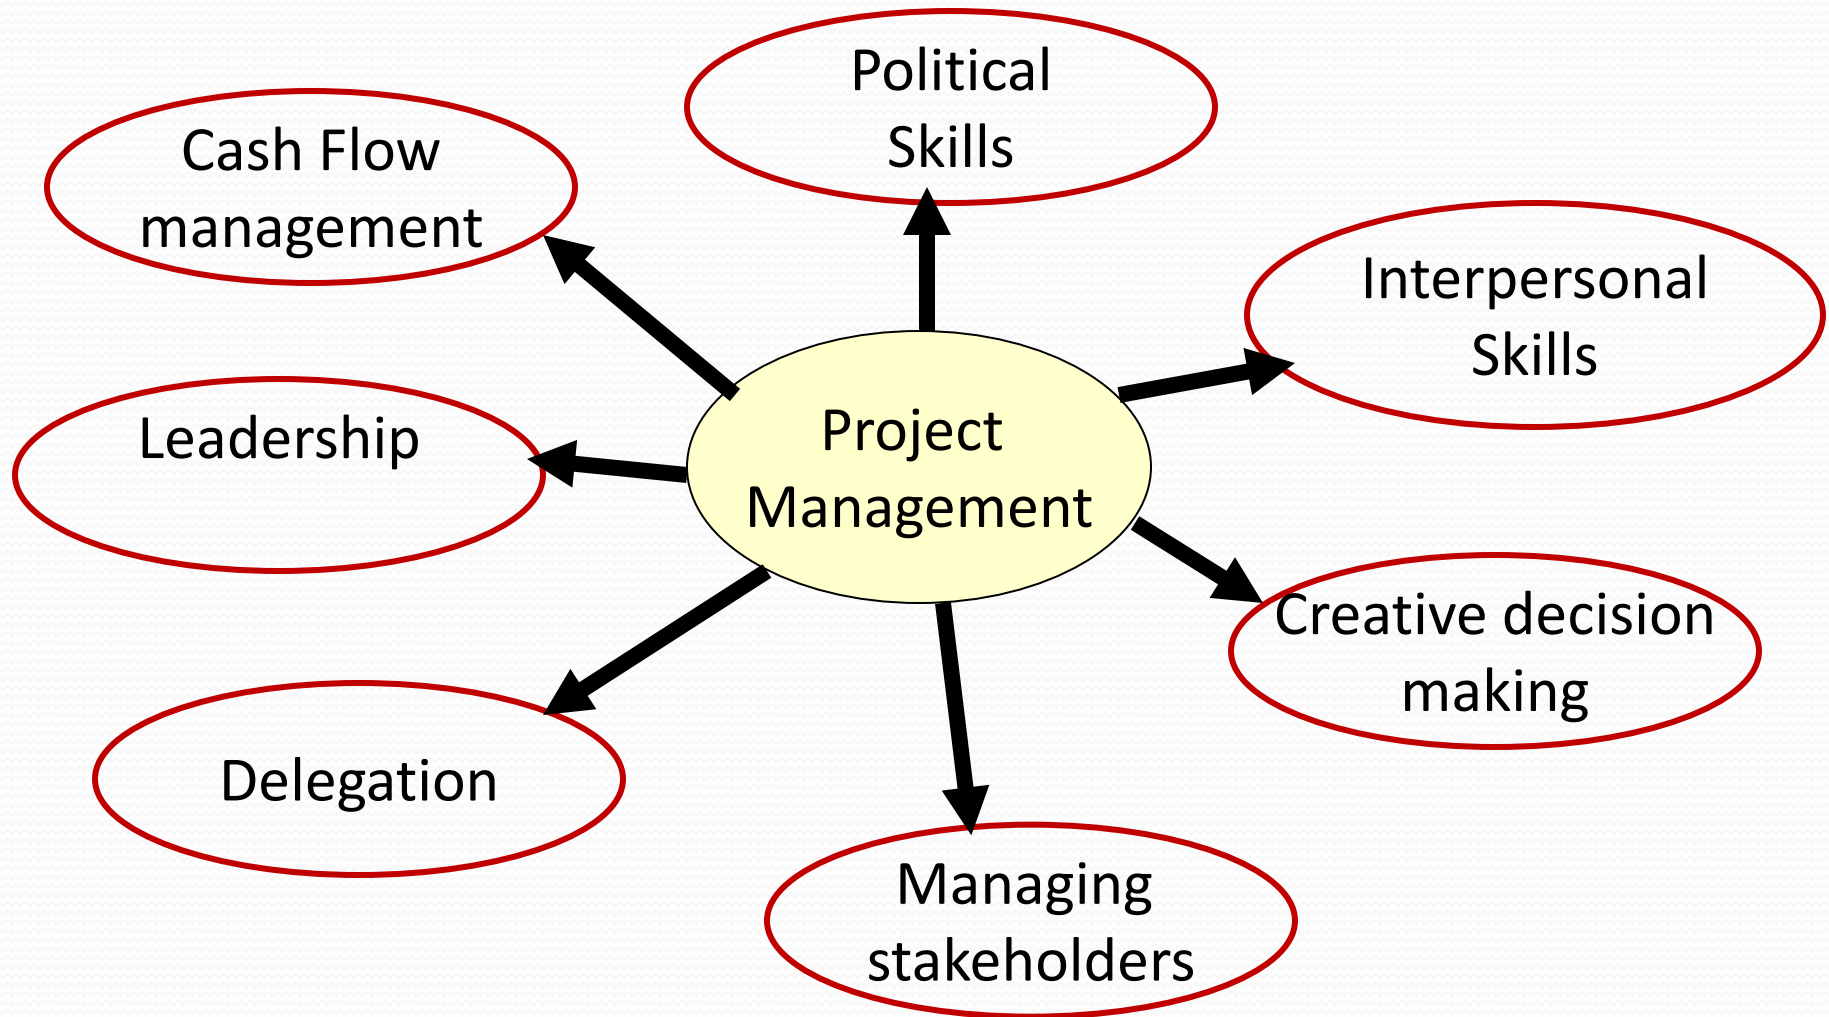 Political
Skills
Cash Flow
management
Interpersonal
Skills
Leadership
Project
Management
Creative decision
making
Delegation
Managing
stakeholders